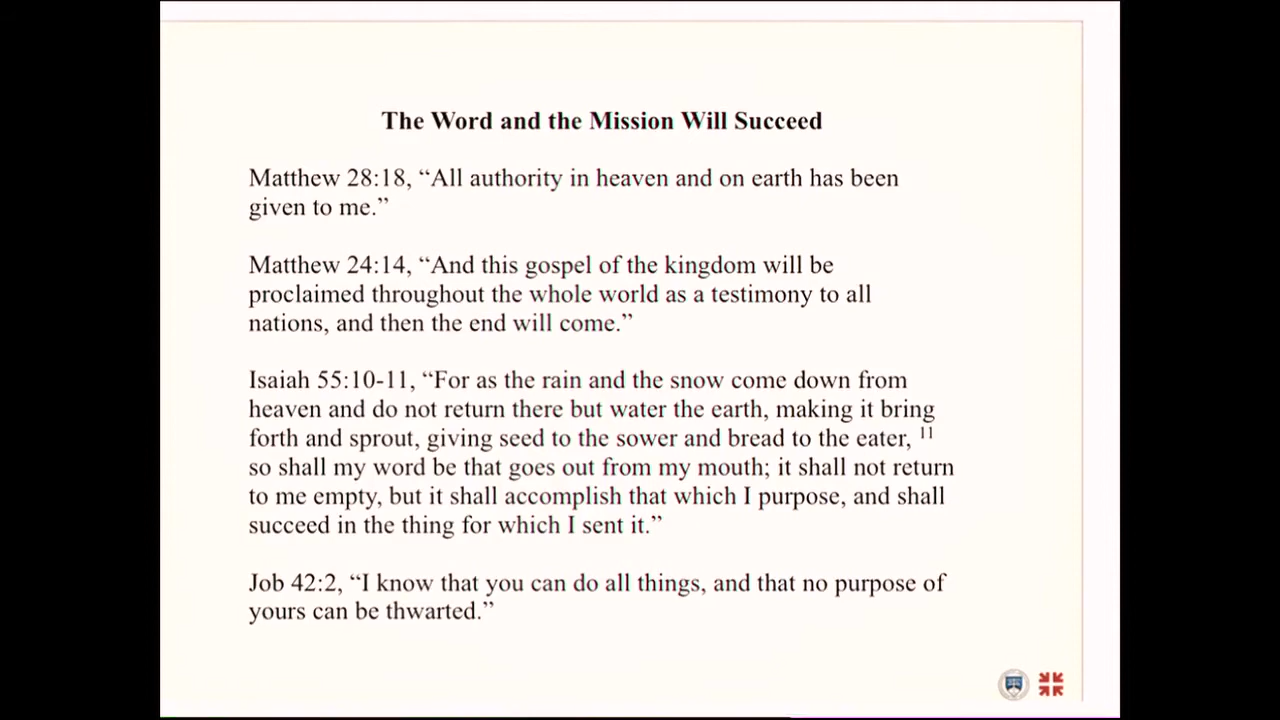 The Word and the Mission Will Succeed
Matthew 28:18, “All authority in heaven and on earth has been
given to me.”
Matthew 24:14, “And this gospel of the kingdom will be
proclaimed throughout the whole world as a testimony to all
nations, and then the end will come.”
Isaiah 55:10-11, “For as the rain and the snow come down from
heaven and do not return there but water the earth, making it bring
forth and sprout, giving seed to the sower and bread to the eater, 11
so shall my word be that goes out from my mouth; it shall not return
to me empty, but it shall accomplish that which I purpose, and shall
succeed in the thing for which I sent it.”
Job 42:2, “I know that you can do all things, and that no purpose of
yours can be thwarted.”